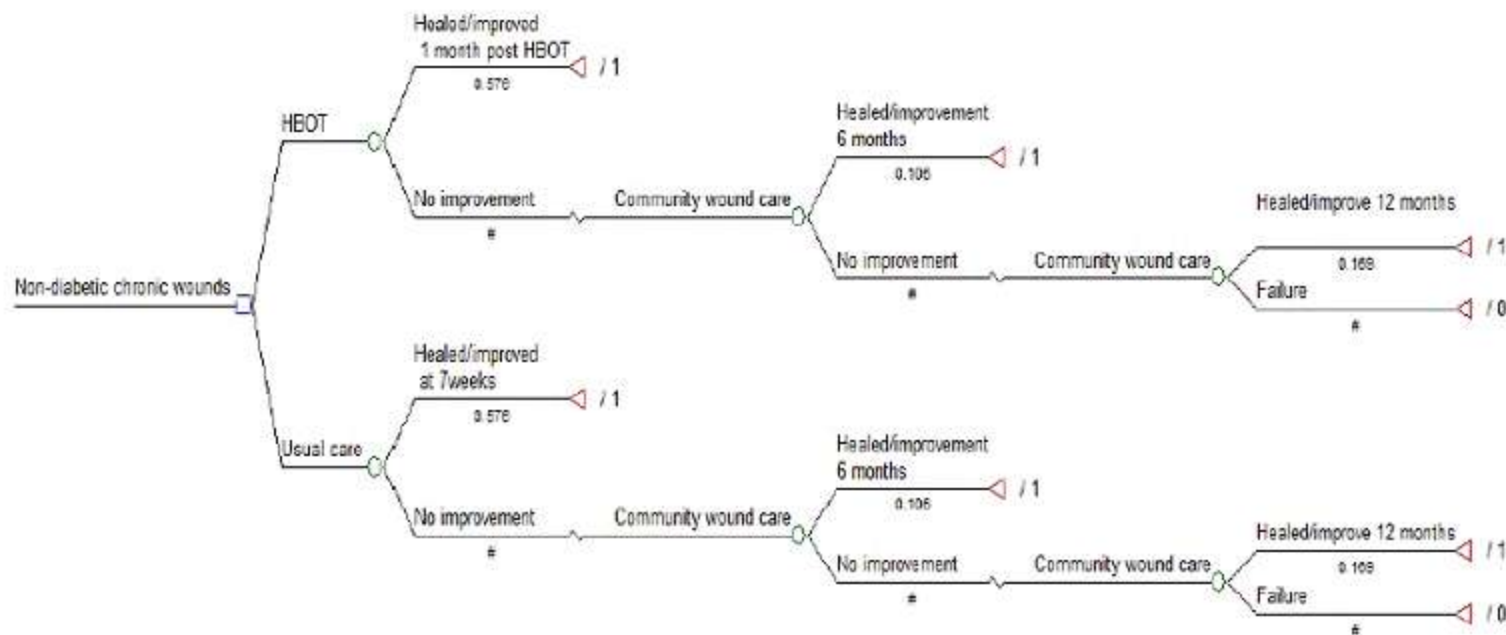 Healed/improved
1 month post HBOT
/ 1
0.576
HBOT
Healed/improvement
6 months
/ 1
0.106
No improvement
#
Community wound care
Healed/improve 12 months
/ 1
0.169
No improvement
#
Community wound care
Failure
/ 0
#
Non-diabetic chronic wounds
Healed/improved
at 7weeks
/ 1
0.576
Usual care
Healed/improvement
6 months
/ 1
0.106
No improvement
#
Community wound care
Healed/improve 12 months
/ 1
0.169
No improvement
#
Community wound care
Failure
/ 0
#